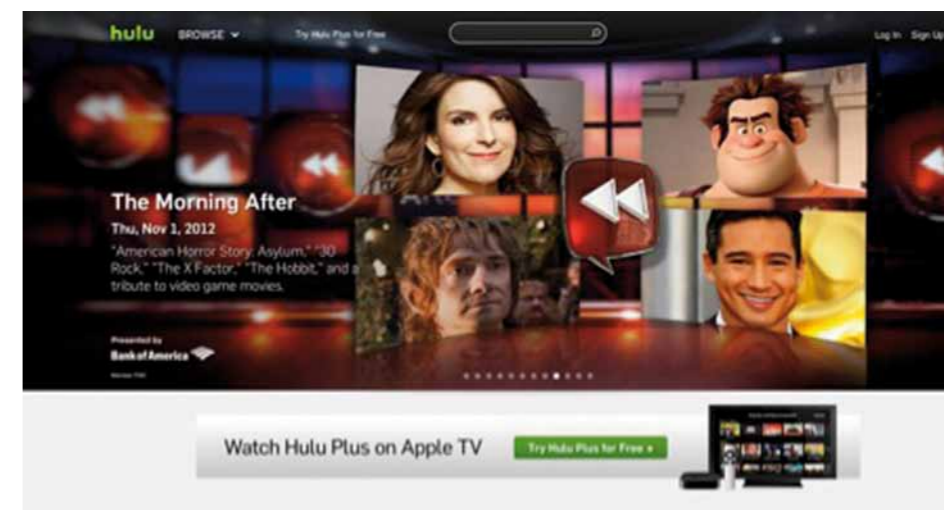 hulu BROWSE Try Hulu Plus for Free Log In Sign Up
The Morning After
Thu, Nov 1, 2012
"American Horror Story: Asylum," "30
Rock," "The X Factor," "The Hobbit," and a
tribute to video game movies.
Presented by
Bank of America
Member FDIC
Watch Hulu Plus on Apple TV Try Hulu Plus for Free